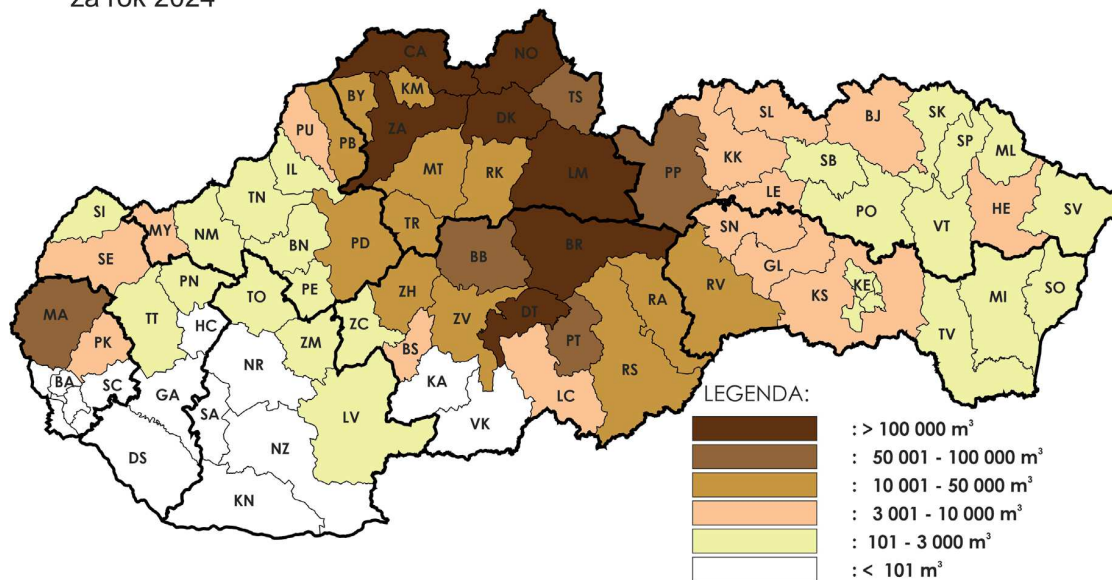 za rok 2024
CA
NO
BY
KM
TS
PU
PB
ZA
DK
SL
BJ
SK
SP
ML
IL
MT
RK
LM
PP
KK
SB
LE
PO
VT
HE
SV
SI
MY
NM
TN
BN
PD
TR
BB
BR
SN
GL
SE
PN
TO
PE
ZH
RA
RV
KS
KE
MI
SO
MA
TT
HC
ZM
ZC
ZV
DT
PT
TV
PK
NR
BS
KA
LC
RS
BA
SC
GA
SA
LV
VK
DS
NZ
KN
LEGENDA:
: > 100 000 m³
: 50 001 - 100 000 m³
: 10 001 - 50 000 m³
: 3 001 - 10 000 m³
: 101 - 3 000 m³
: < 101 m³